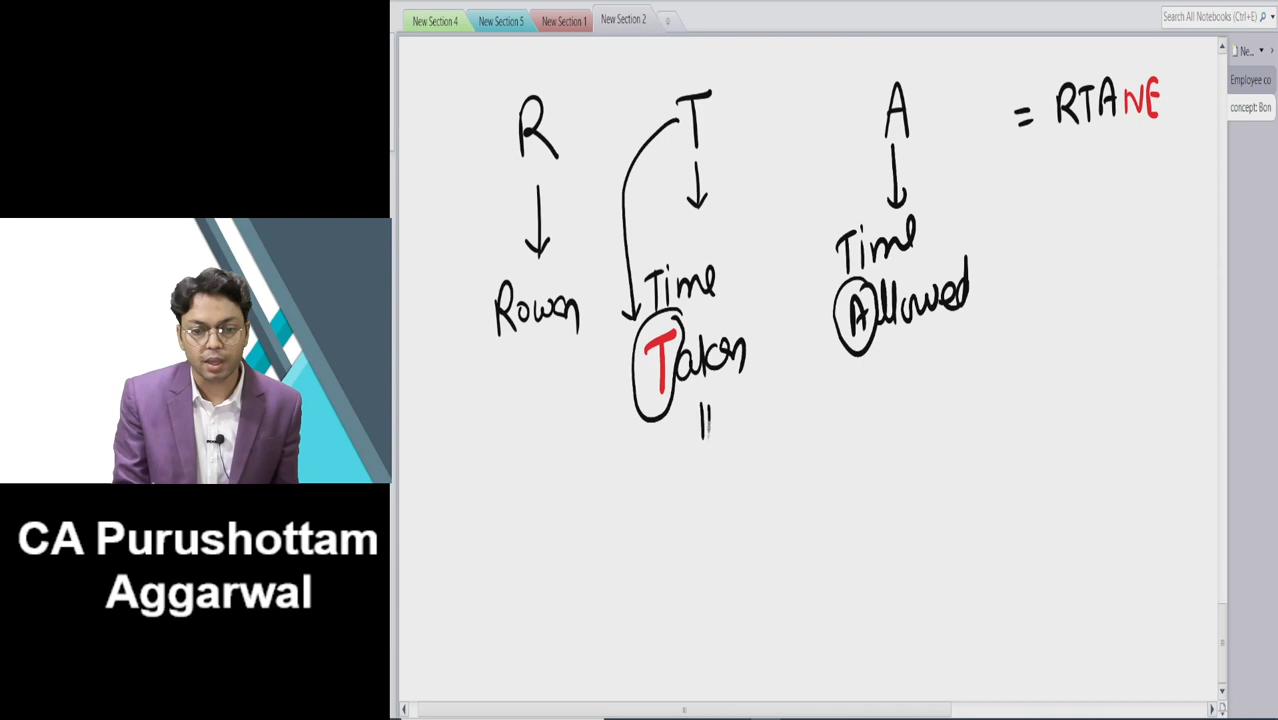 New Section 4
New Section 5
New Section 1
New Section 2
Search All Notebooks (Ctrl+E)
Ne...
Employee co
concept: Bon
R
T
A
= RTANE
Rowan
Time
Taken
Time
Allowed
CA Purushottam
Aggarwal